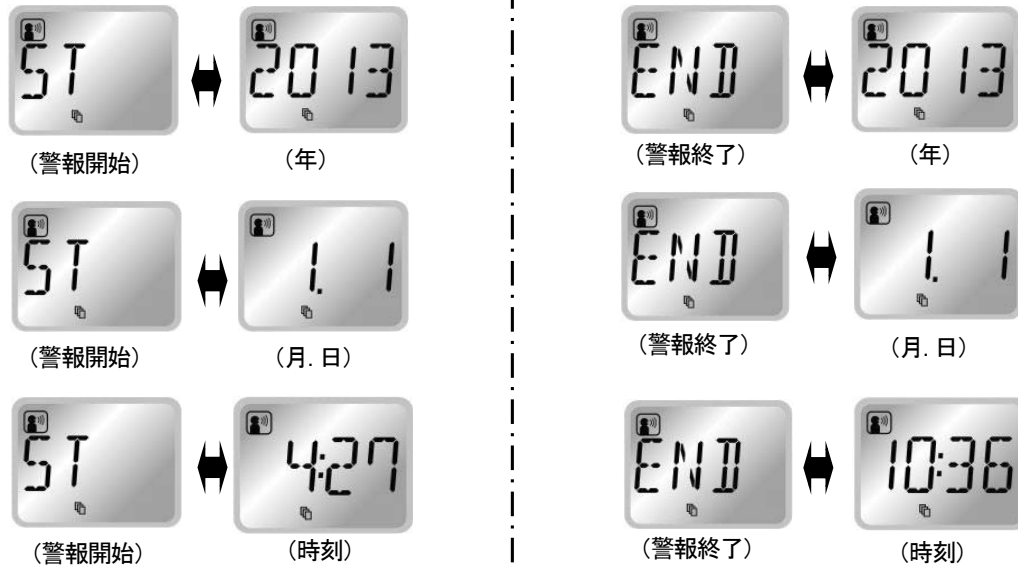 ST 2013
(警報開始) (年)
ST 1. 1
(警報開始) (月. 日)
ST 4:27
(警報開始) (時刻)
END 2013
(警報終了) (年)
END 1. 1
(警報終了) (月. 日)
END 10:36
(警報終了) (時刻)